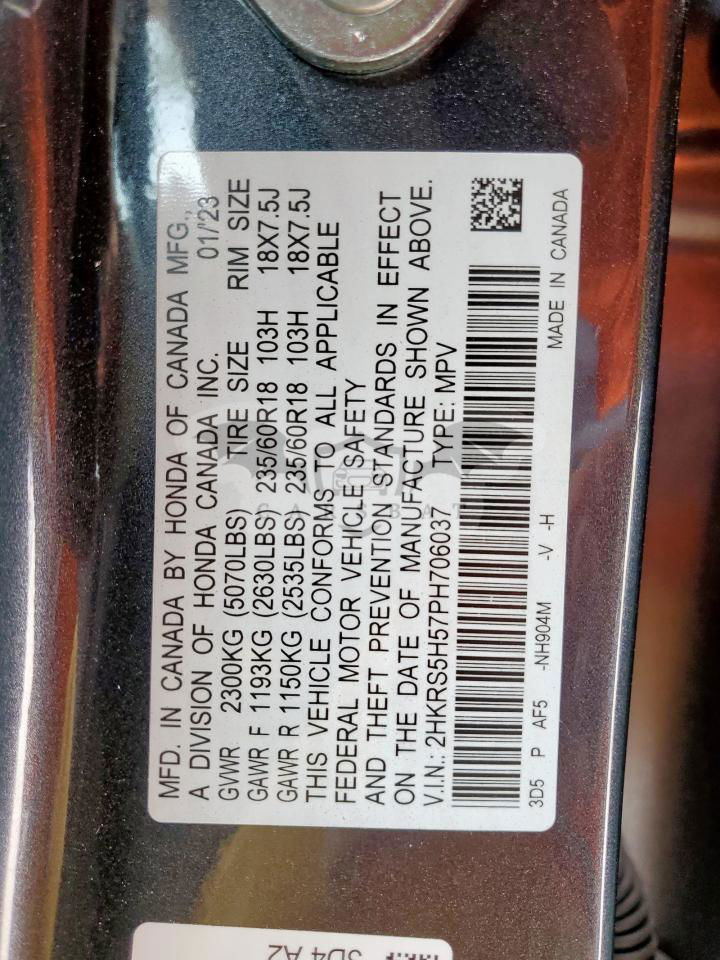 MFD. IN CANADA BY HONDA OF CANADA MFG.,
A DIVISION OF HONDA CANADA INC. 01/'23
GVWR 2300KG (5070LBS) TIRE SIZE RIM SIZE
GAWR F 1193KG (2630LBS) 235/60R18 103H 18X7.5J
GAWR R 1150KG (2535LBS) 235/60R18 103H 18X7.5J
THIS VEHICLE CONFORMS TO ALL APPLICABLE
FEDERAL MOTOR VEHICLE SAFETY
AND THEFT PREVENTION STANDARDS IN EFFECT
ON THE DATE OF MANUFACTURE SHOWN ABOVE.
V.I.N.: 2HKRS5H57PH706037 TYPE: MPV
3D5 P AF5 -NH904M -V -H
MADE IN CANADA
3D4 A2
CARSBAT